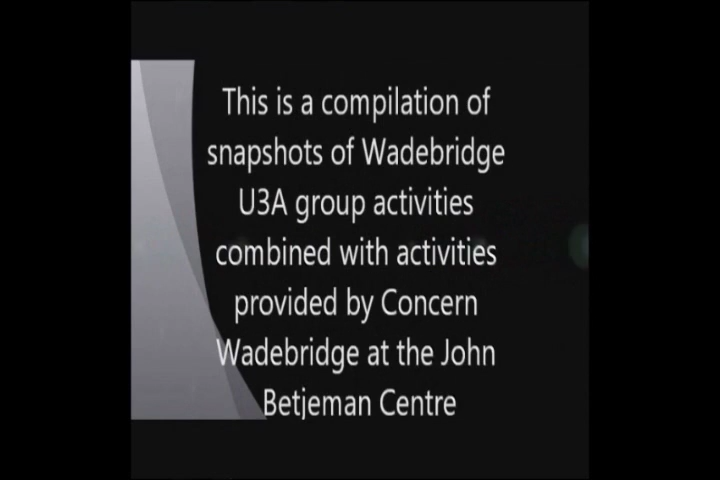 This is a compilation of
snapshots of Wadebridge
U3A group activities
combined with activities
provided by Concern
Wadebridge at the John
Betjeman Centre